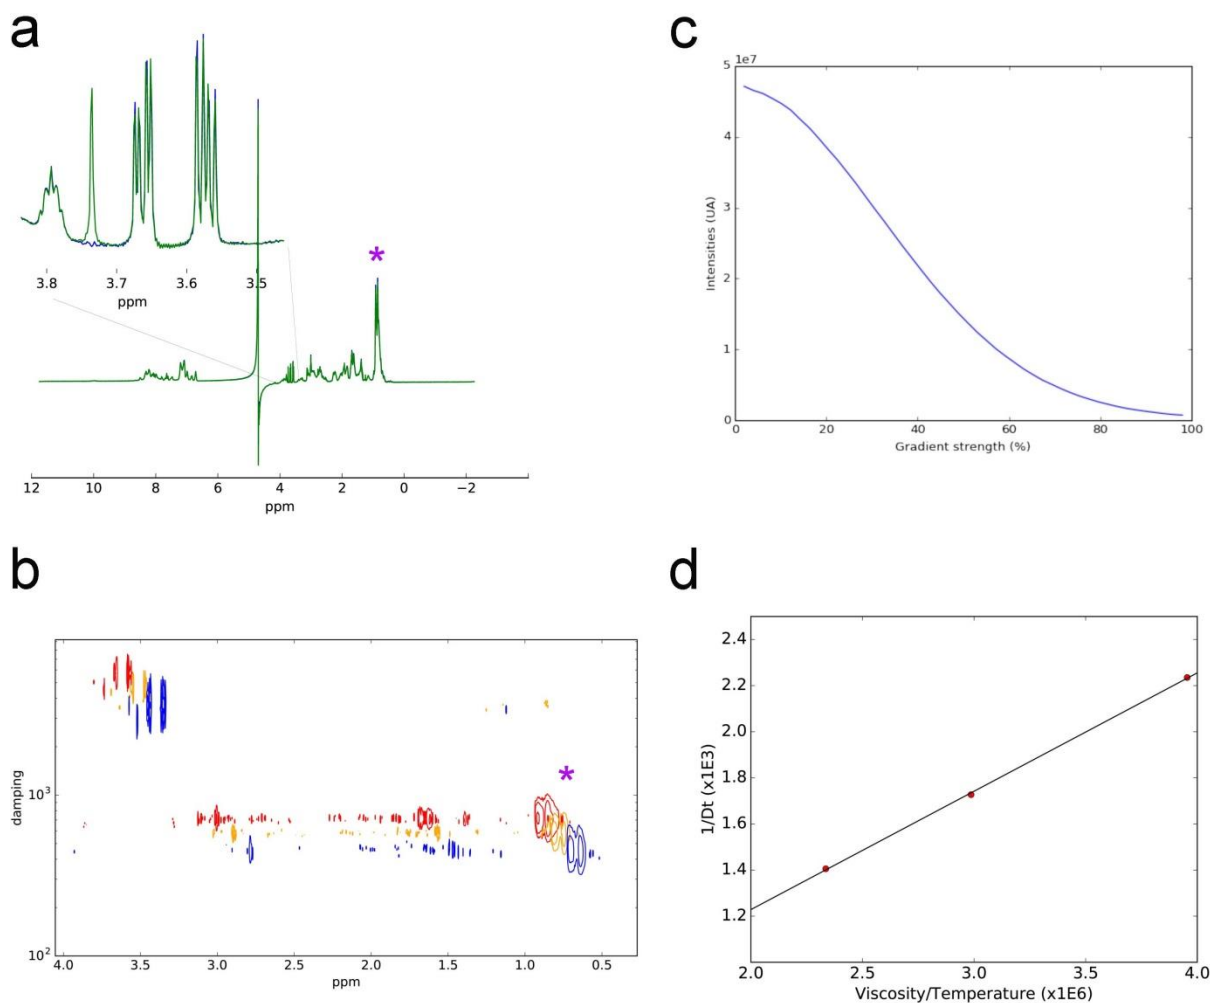 a
3.8 3.7 3.6 3.5
ppm
*
12 10 8 6 4 2 0 −2
ppm
b
damping
10³
10²
*
4.0 3.5 3.0 2.5 2.0 1.5 1.0 0.5
ppm
c
1e7
Intensities (UA)
5
4
3
2
1
0
0 20 40 60 80 100
Gradient strength (%)
d
1/Dt (x1E3)
2.4
2.2
2.0
1.8
1.6
1.4
1.2
2.0 2.5 3.0 3.5 4.0
Viscosity/Temperature (x1E6)